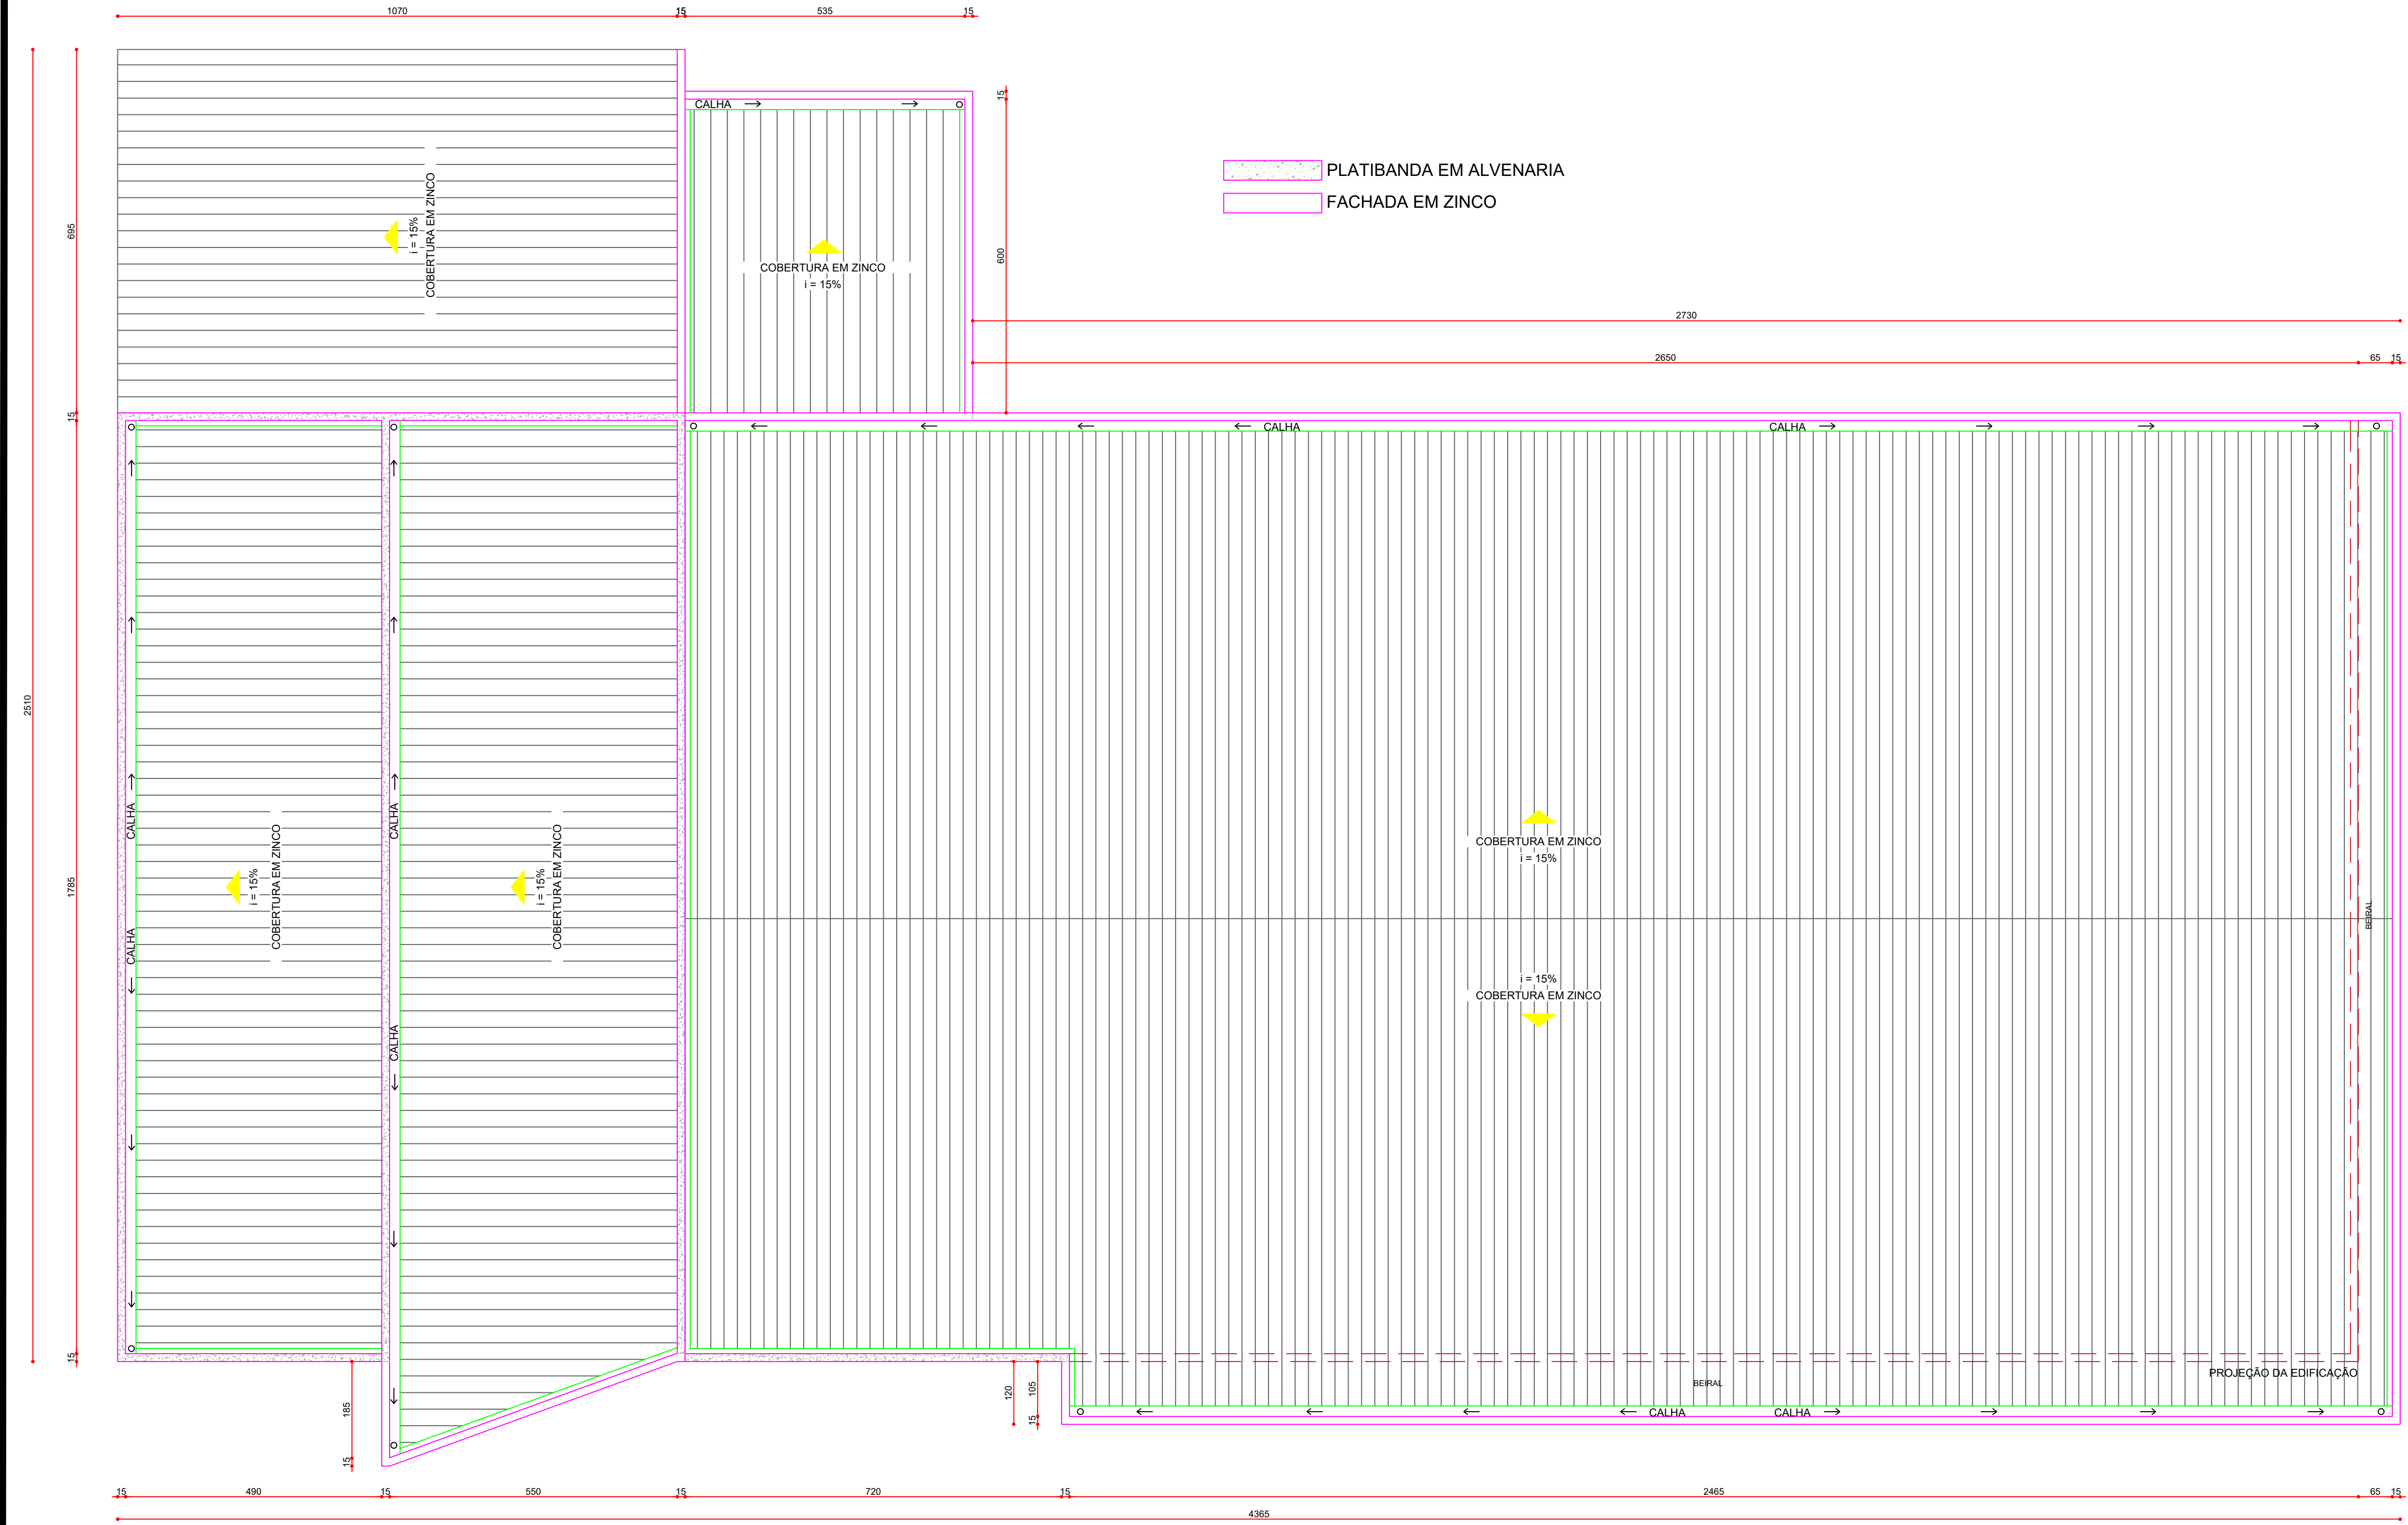 1070
15
535
15
15
CALHA
PLATIBANDA EM ALVENARIA
FACHADA EM ZINCO
695
i = 15%
COBERTURA EM ZINCO
COBERTURA EM ZINCO
i = 15%
600
2730
2650
65
15
15
CALHA
CALHA
2510
1785
CALHA
CALHA
i = 15%
COBERTURA EM ZINCO
i = 15%
COBERTURA EM ZINCO
COBERTURA EM ZINCO
i = 15%
BEIRAL
CALHA
CALHA
i = 15%
COBERTURA EM ZINCO
15
185
15
120
105
15
BEIRAL
PROJEÇÃO DA EDIFICAÇÃO
CALHA
CALHA
15
490
15
550
15
720
15
2465
65
15
4365